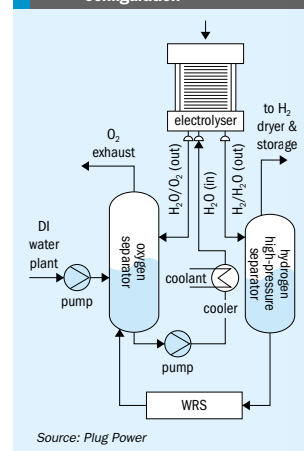 configuration
electrolyser
to H₂
dryer &
storage
O₂
exhaust
H₂O/O₂ (out)
H₂O (in)
H₂/H₂O (out)
DI
water
plant
oxygen
separator
hydrogen
high-pressure
separator
coolant
cooler
pump
pump
WRS
Source: Plug Power